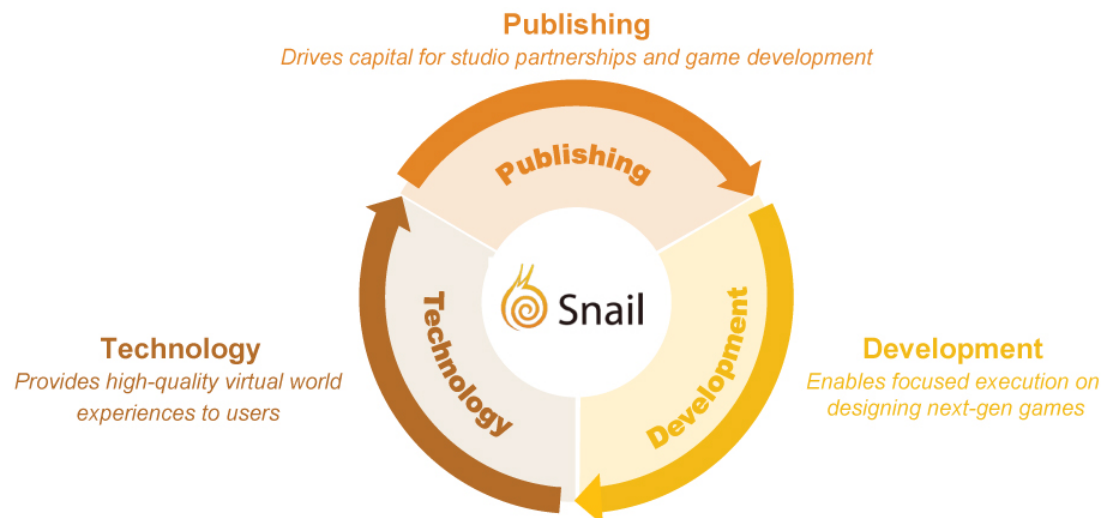 Publishing
Drives capital for studio partnerships and game development
Publishing
Technology
Snail
Development
Technology
Provides high-quality virtual world
experiences to users
Development
Enables focused execution on
designing next-gen games